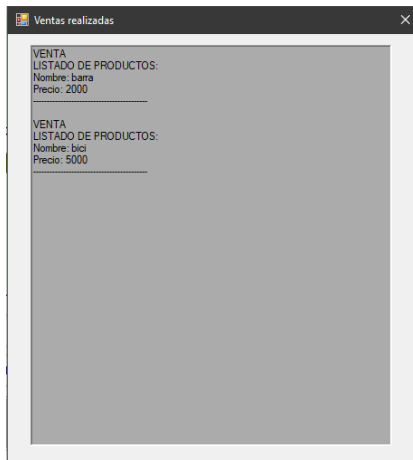 Ventas realizadas
VENTA
LISTADO DE PRODUCTOS:
Nombre: barra
Precio: 2000
-------------------------------------------
VENTA
LISTADO DE PRODUCTOS:
Nombre: bici
Precio: 5000
-------------------------------------------